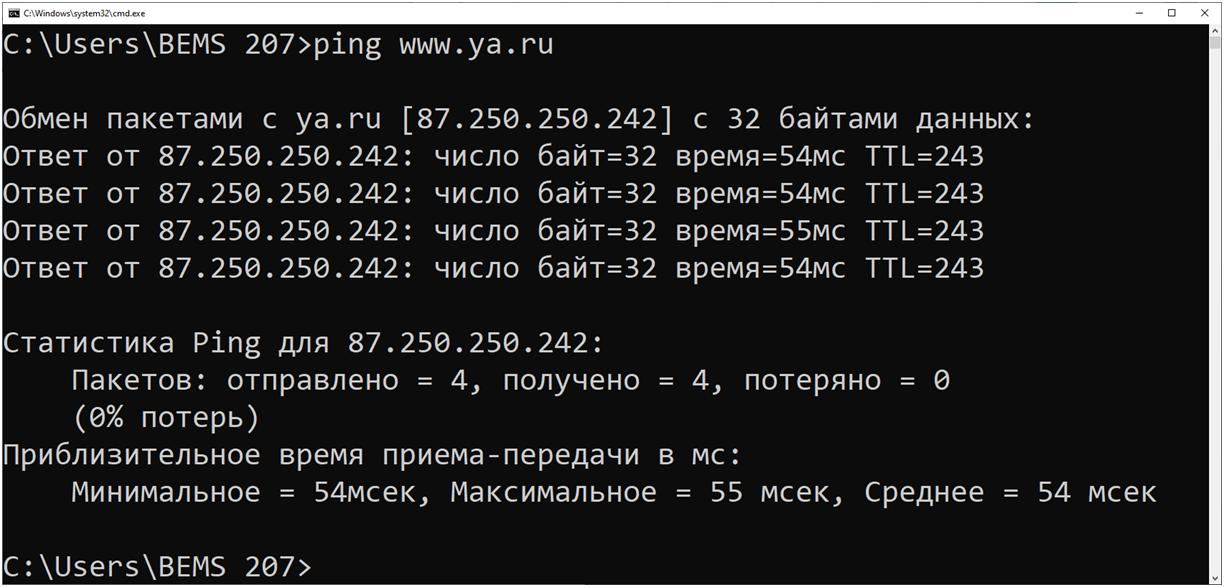 C:\Windows\system32\cmd.exe
C:\Users\BEMS 207>ping www.ya.ru
Обмен пакетами с ya.ru [87.250.250.242] с 32 байтами данных:
Ответ от 87.250.250.242: число байт=32 время=54мс TTL=243
Ответ от 87.250.250.242: число байт=32 время=54мс TTL=243
Ответ от 87.250.250.242: число байт=32 время=55мс TTL=243
Ответ от 87.250.250.242: число байт=32 время=54мс TTL=243
Статистика Ping для 87.250.250.242:
Пакетов: отправлено = 4, получено = 4, потеряно = 0
(0% потерь)
Приблизительное время приема-передачи в мс:
Минимальное = 54мсек, Максимальное = 55 мсек, Среднее = 54 мсек
C:\Users\BEMS 207>